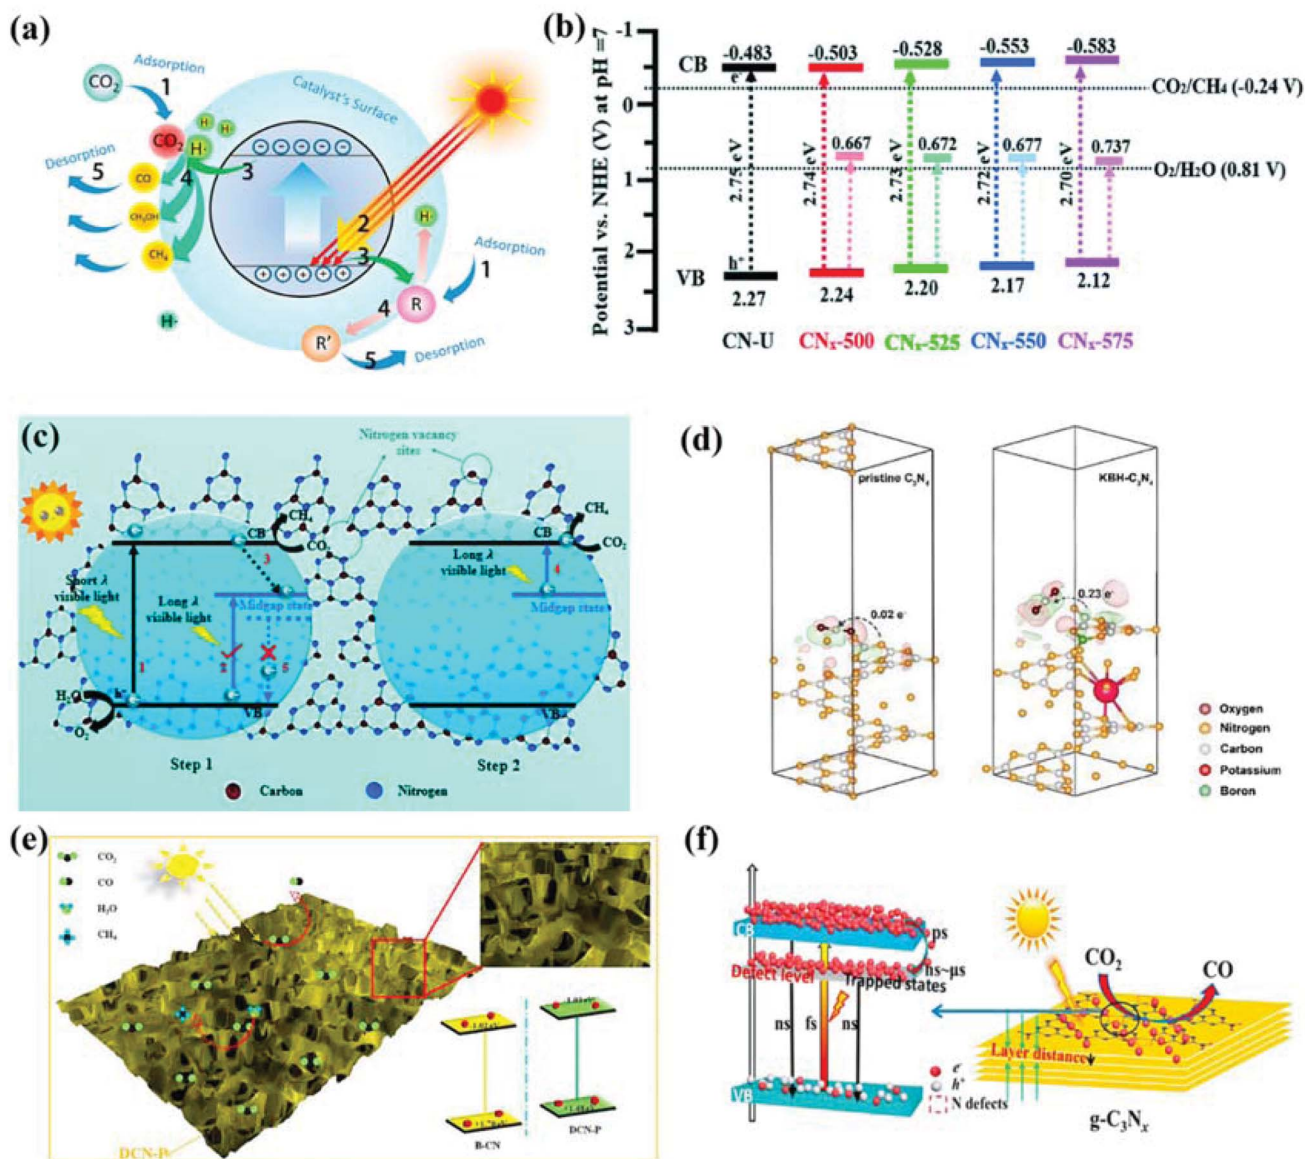 (a)
CO₂
Adsorption
1
Catalyst's Surface
CO₂
H·
H·
H·
H·
Desorption
5
4
3
CO
CH₃OH
CH₄
2
3
H·
Adsorption
1
R
4
H·
R'
5
Desorption
(b)
Potential vs. NHE (V) at pH =7
-1
0
1
2
3
CB
-0.483
-0.503
-0.528
-0.553
-0.583
e⁻
CO₂/CH₄ (-0.24 V)
0.667
0.672
0.677
0.737
O₂/H₂O (0.81 V)
2.75 eV
2.74 eV
2.73 eV
2.72 eV
2.70 eV
h⁺
VB
2.27
2.24
2.20
2.17
2.12
CN-U
CNₓ-500
CNₓ-525
CNₓ-550
CNₓ-575
(c)
Nitrogen vacancy
sites
CB
CH₄
CO₂
3
Short λ
visible light
Long λ
visible light
Midgap state
1
2
5
H₂O
h⁺
O₂
VB
Step 1
CB
CH₄
CO₂
Long λ
visible light
4
Midgap state
VB
Step 2
Carbon
Nitrogen
(d)
pristine C₃N₄
KBH-C₃N₄
0.02 e⁻
0.23 e⁻
Oxygen
Nitrogen
Carbon
Potassium
Boron
(e)
CO₂
CO
H₂O
CH₄
DCN-P
B-CN
DCN-P
(f)
CB
ps
Defect level
Trapped states
ns~μs
ns
fs
ns
VB
CO₂
CO
Layer distance
e⁻
h⁺
N defects
g-C₃Nₓ